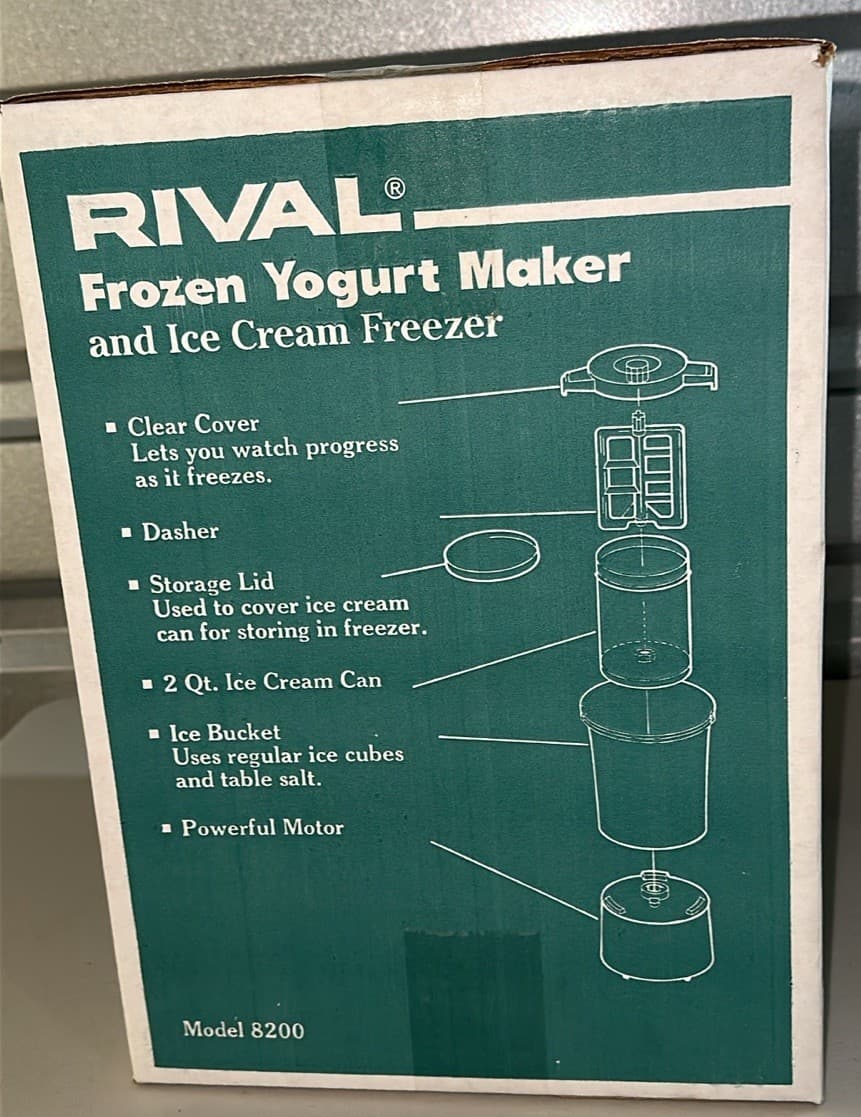 RIVAL®
Frozen Yogurt Maker
and Ice Cream Freezer
▪ Clear Cover
Lets you watch progress
as it freezes.
▪ Dasher
▪ Storage Lid
Used to cover ice cream
can for storing in freezer.
▪ 2 Qt. Ice Cream Can
▪ Ice Bucket
Uses regular ice cubes
and table salt.
▪ Powerful Motor
Model 8200